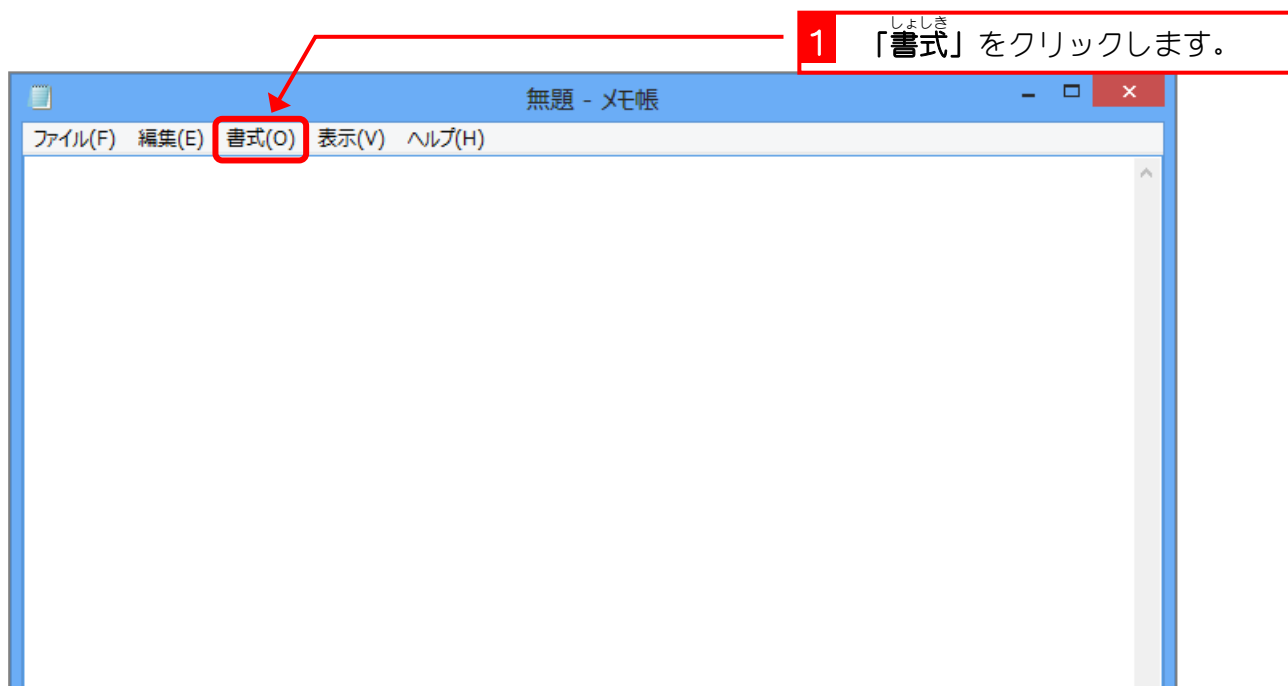 しょしき
1 「書式」をクリックします。
無題 - メモ帳
ファイル(F) 編集(E) 書式(O) 表示(V) ヘルプ(H)